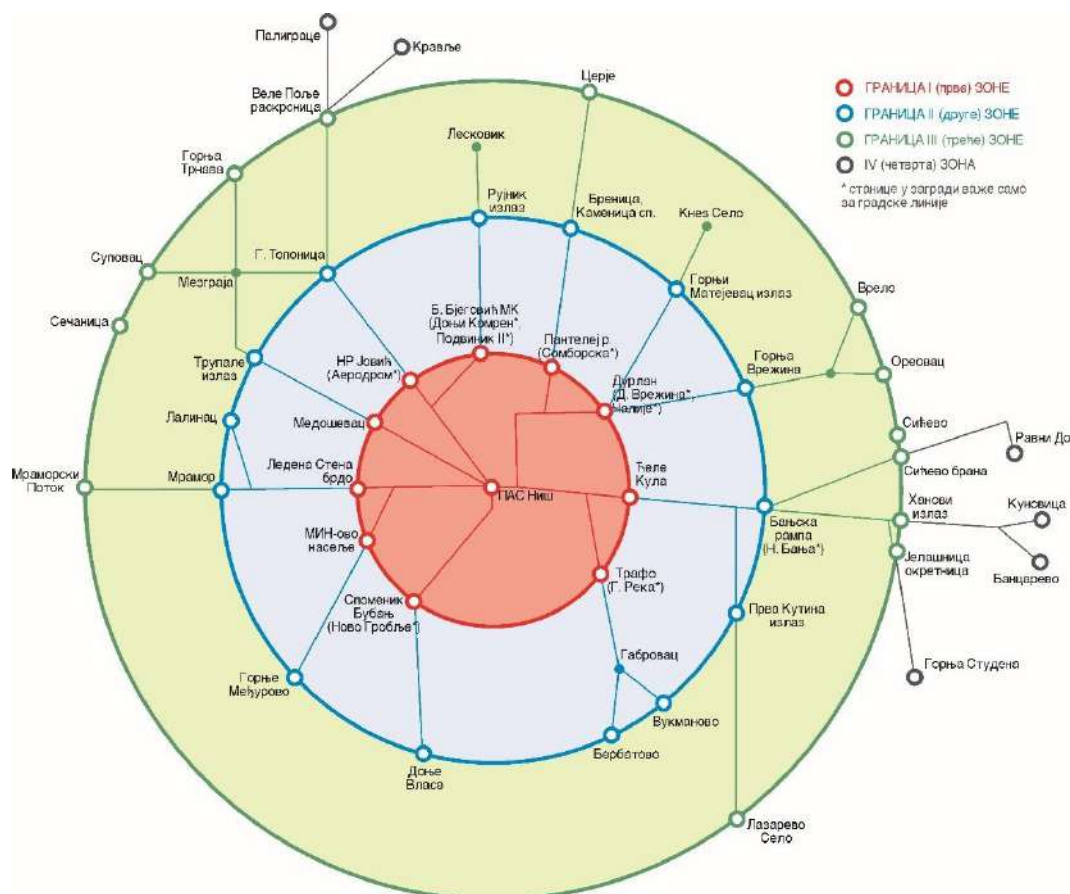 Палиграце
Кравље
Веле Поље
раскрсница
Церје
ГРАНИЦА I (прве) ЗОНЕ
ГРАНИЦА II (друге) ЗОНЕ
ГРАНИЦА III (треће) ЗОНЕ
IV (четврта) ЗОНА
* станице у загради важе само
за градске линије
Лесковик
Горња
Трнава
Рујник
излаз
Бреница,
Каменица сп.
Кнез Село
Суповац
Г. Топоница
Мезграја
Горњи
Матејевац излаз
Врело
Сечаница
Б. Бјеговић МК
(Доњи Комрен*,
Подвиник II*)
Пантелеј р.
(Сомборска*)
Трупале
излаз
НР Јовић
(Аеродром*)
Горња
Врежина
Ореовац
Дурлан
(Д. Врежина*,
Чалије*)
Лалинац
Медошевац
Сићево
Равни До
Мраморски
Поток
Мрамор
Ледена Стена
брдо
ПАС Ниш
Ћеле
Кула
Сићево брана
Ханови
излаз
Куновица
Бањска
рампа
(Н. Бања*)
МИН-ово
насеље
Јелашница
окретница
Банцарево
Трафо
(Г. Река*)
Споменик
Бубањ
(Ново Гробље*)
Прва Кутина
излаз
Габровац
Горња Студена
Горње
Међурово
Вукманово
Бербатово
Доње
Власе
Лазарево
Село